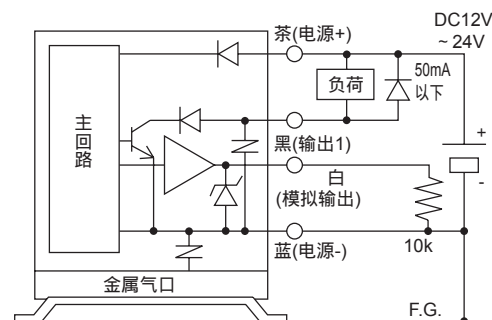 茶(电源+)
DC12V
~24V
负荷
50mA
以下
主回路
黑(输出1)
+
-
白
(模拟输出)
10k
蓝(电源-)
金属气口
F.G.